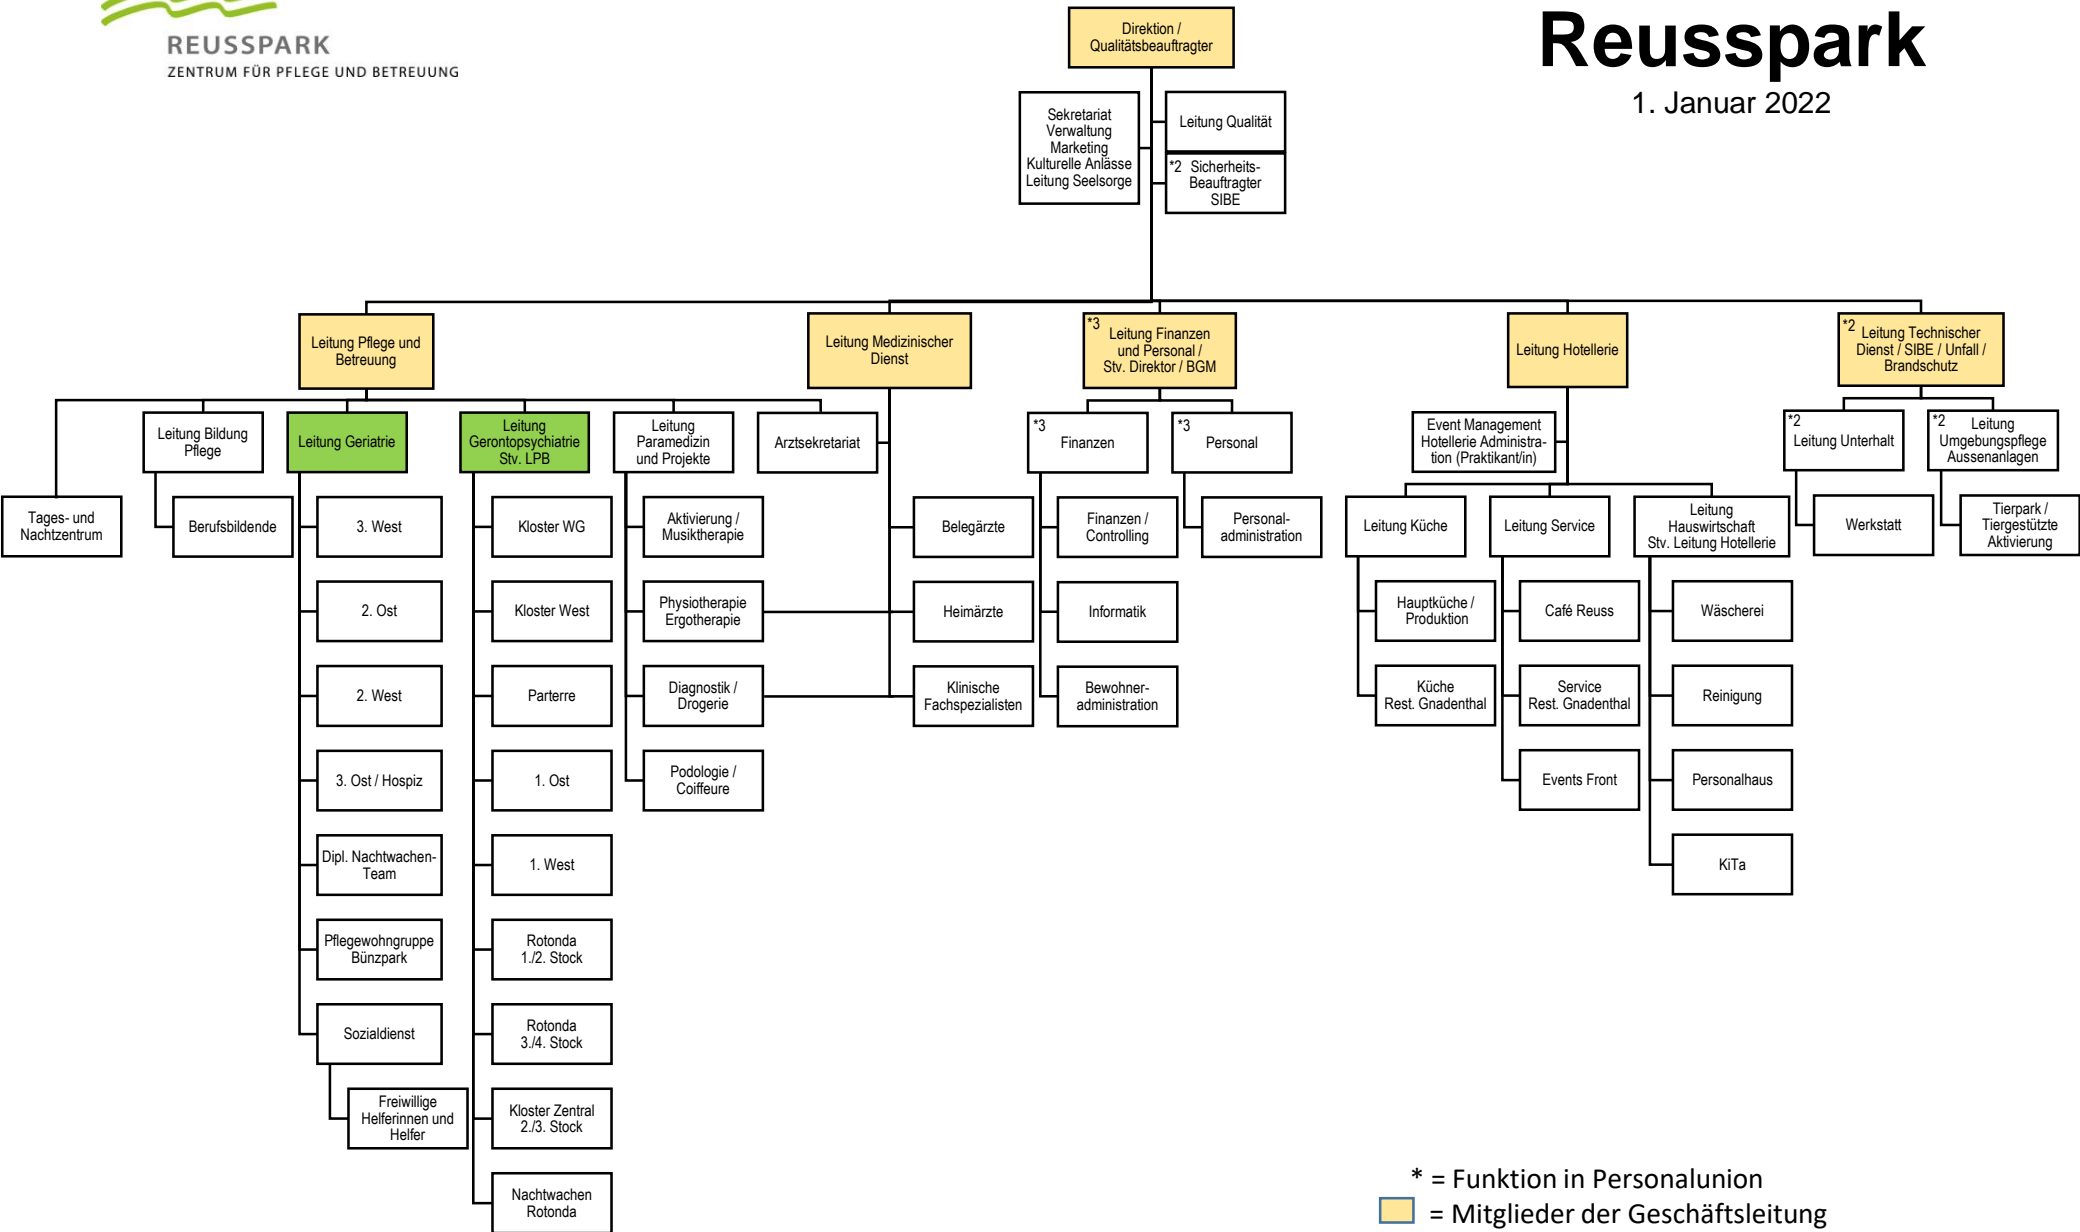 REUSSPARK
ZENTRUM FÜR PFLEGE UND BETREUUNG
Reusspark
1. Januar 2022
Direktion /
Qualitätsbeauftragter
Sekretariat
Verwaltung
Marketing
Kulturelle Anlässe
Leitung Seelsorge
Leitung Qualität
*2 Sicherheits-
Beauftragter
SIBE
Leitung Pflege und
Betreuung
Leitung Medizinischer
Dienst
*3
Leitung Finanzen
und Personal /
Stv. Direktor / BGM
Leitung Hotellerie
*2 Leitung Technischer
Dienst / SIBE / Unfall /
Brandschutz
Tages- und
Nachtzentrum
Leitung Bildung
Pflege
Berufsbildende
Leitung Geriatrie
3. West
2. Ost
2. West
3. Ost / Hospiz
Dipl. Nachtwachen-
Team
Pflegewohngruppe
Bünzpark
Sozialdienst
Freiwillige
Helferinnen und
Helfer
Leitung
Gerontopsychiatrie
Stv. LPB
Kloster WG
Kloster West
Parterre
1. Ost
1. West
Rotonda
1./2. Stock
Rotonda
3./4. Stock
Kloster Zentral
2./3. Stock
Nachtwachen
Rotonda
Leitung
Paramedizin
und Projekte
Aktivierung /
Musiktherapie
Physiotherapie
Ergotherapie
Diagnostik /
Drogerie
Podologie /
Coiffeure
Arztsekretariat
Belegärzte
Heimärzte
Klinische
Fachspezialisten
*3
Finanzen
Finanzen /
Controlling
Informatik
Bewohner-
administration
*3
Personal
Personal-
administration
Event Management
Hotellerie Administra-
tion (Praktikant/in)
Leitung Küche
Hauptküche /
Produktion
Küche
Rest. Gnadenthal
Leitung Service
Café Reuss
Service
Rest. Gnadenthal
Events Front
Leitung
Hauswirtschaft
Stv. Leitung Hotellerie
Wäscherei
Reinigung
Personalhaus
KiTa
*2
Leitung Unterhalt
Werkstatt
*2 Leitung
Umgebungspflege
Aussenanlagen
Tierpark /
Tiergestützte
Aktivierung
* = Funktion in Personalunion
= Mitglieder der Geschäftsleitung